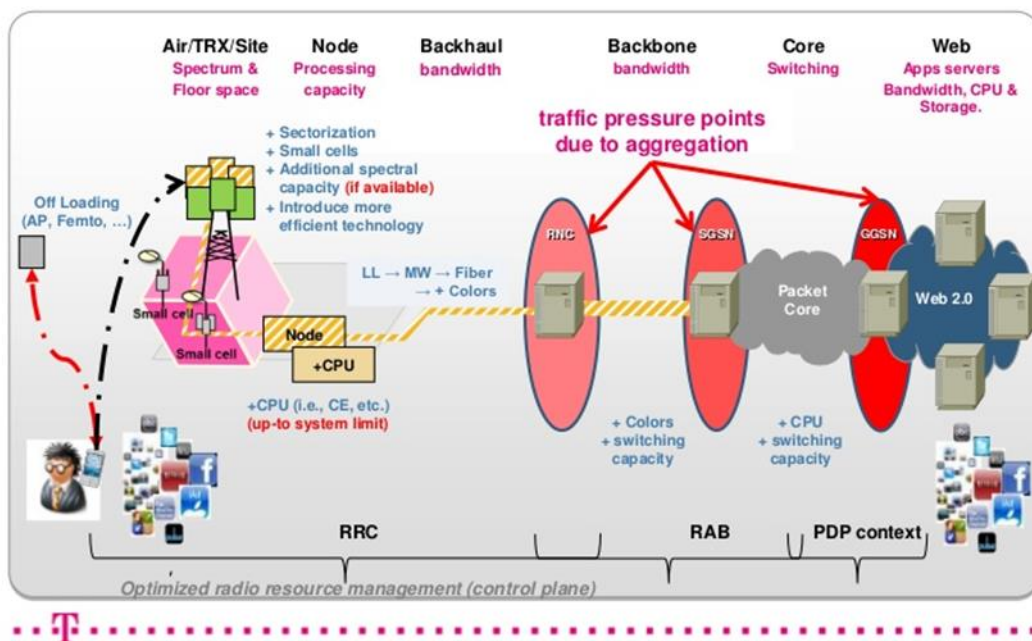 Air/TRX/Site
Spectrum &
Floor space
Node
Processing
capacity
Backhaul
bandwidth
Backbone
bandwidth
Core
Switching
Web
Apps servers
Bandwidth, CPU &
Storage.
traffic pressure points
due to aggregation
+ Sectorization
+ Small cells
+ Additional spectral
capacity (if available)
+ Introduce more
efficient technology
Off Loading
(AP, Femto, ...)
RNC
SGSN
GGSN
LL → MW → Fiber
→ + Colors
Packet
Core
Web 2.0
Small cell
Small cell
Node
+CPU
+CPU (i.e., CE, etc.)
(up-to system limit)
+ Colors
+ switching
capacity
+ CPU
+ switching
capacity
RRC
RAB
PDP context
Optimized radio resource management (control plane)
T